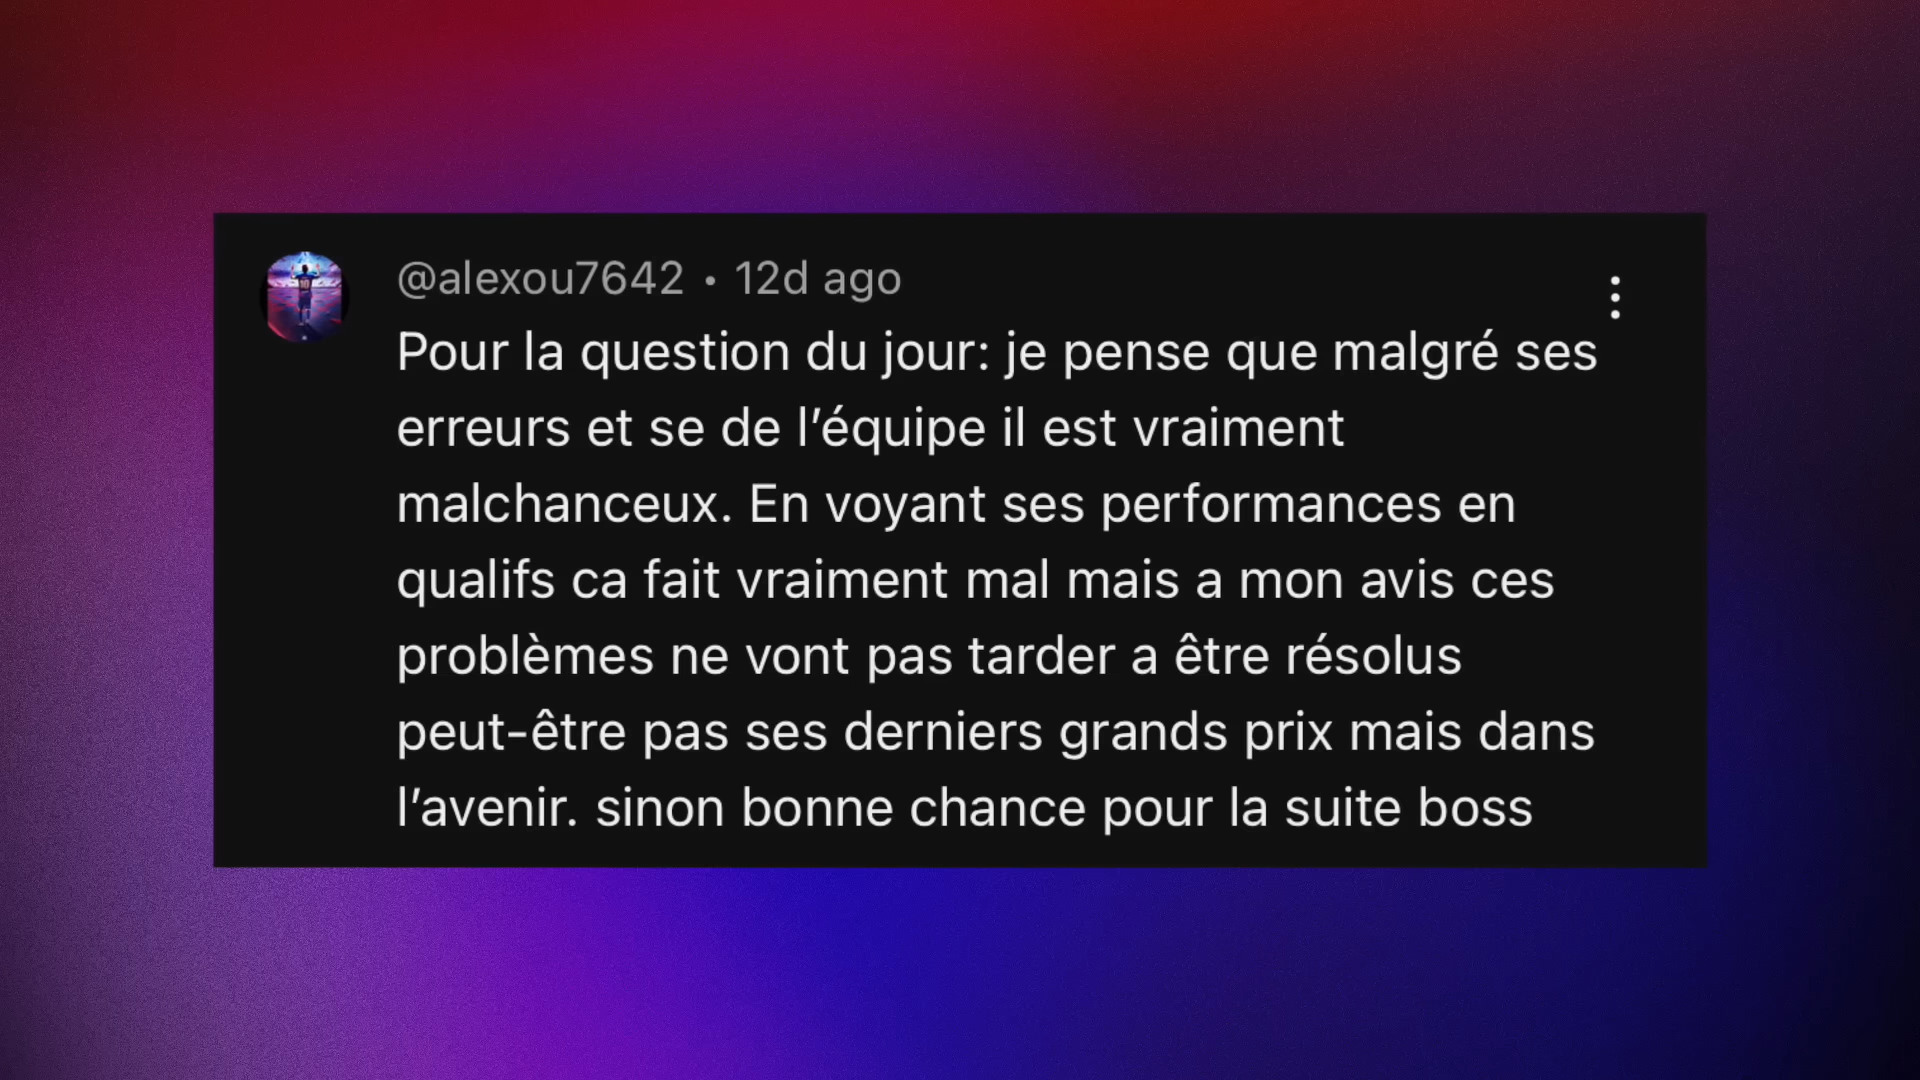 @alexou7642 • 12d ago
Pour la question du jour: je pense que malgré ses
erreurs et se de l’équipe il est vraiment
malchanceux. En voyant ses performances en
qualifs ca fait vraiment mal mais a mon avis ces
problèmes ne vont pas tarder a être résolus
peut-être pas ses derniers grands prix mais dans
l’avenir. sinon bonne chance pour la suite boss